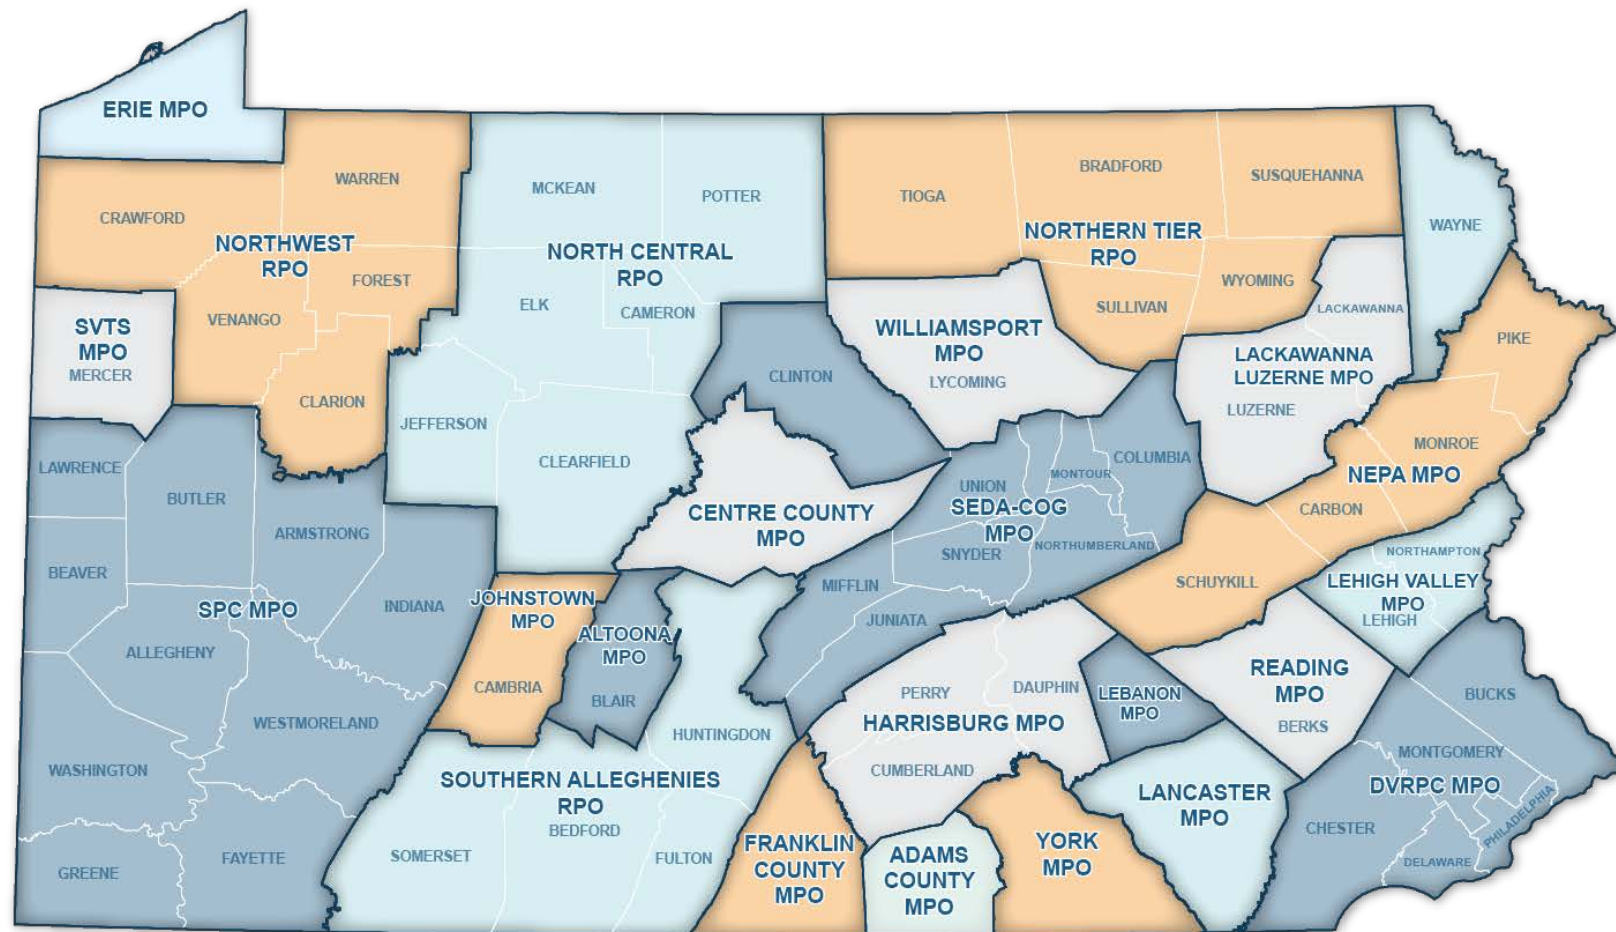 ERIE MPO
WARREN
CRAWFORD
NORTHWEST
RPO
FOREST
VENANGO
CLARION
SVTS
MPO
MERCER
MCKEAN
POTTER
NORTH CENTRAL
RPO
ELK
CAMERON
JEFFERSON
CLEARFIELD
TIOGA
BRADFORD
SUSQUEHANNA
NORTHERN TIER
RPO
WYOMING
SULLIVAN
WAYNE
WILLIAMSPORT
MPO
LYCOMING
LACKAWANNA
LACKAWANNA
LUZERNE MPO
LUZERNE
PIKE
MONROE
NEPA MPO
CARBON
SCHUYKILL
CLINTON
COLUMBIA
MONTOUR
UNION
SEDA-COG
MPO
SNYDER
NORTHUMBERLAND
MIFFLIN
JUNIATA
CENTRE COUNTY
MPO
LAWRENCE
BUTLER
ARMSTRONG
BEAVER
INDIANA
SPC MPO
ALLEGHENY
WESTMORELAND
WASHINGTON
GREENE
FAYETTE
JOHNSTOWN
MPO
CAMBRIA
ALTOONA
MPO
BLAIR
HUNTINGDON
SOUTHERN ALLEGHENIES
RPO
BEDFORD
SOMERSET
FULTON
PERRY
DAUPHIN
HARRISBURG MPO
CUMBERLAND
LEBANON
MPO
NORTHAMPTON
LEHIGH VALLEY
MPO
LEHIGH
READING
MPO
BERKS
BUCKS
MONTGOMERY
DVRPC MPO
CHESTER
PHILADELPHIA
DELAWARE
LANCASTER
MPO
FRANKLIN
COUNTY
MPO
ADAMS
COUNTY
MPO
YORK
MPO